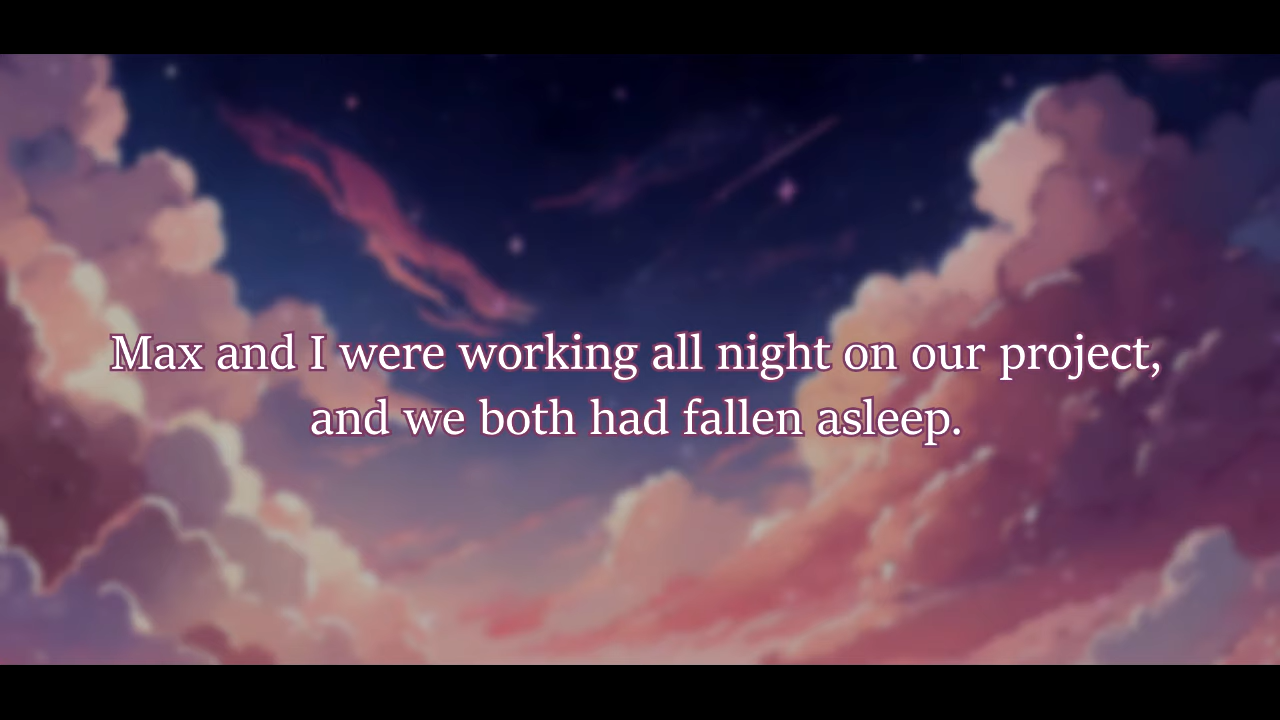 Max and I were working all night on our project,
and we both had fallen asleep.